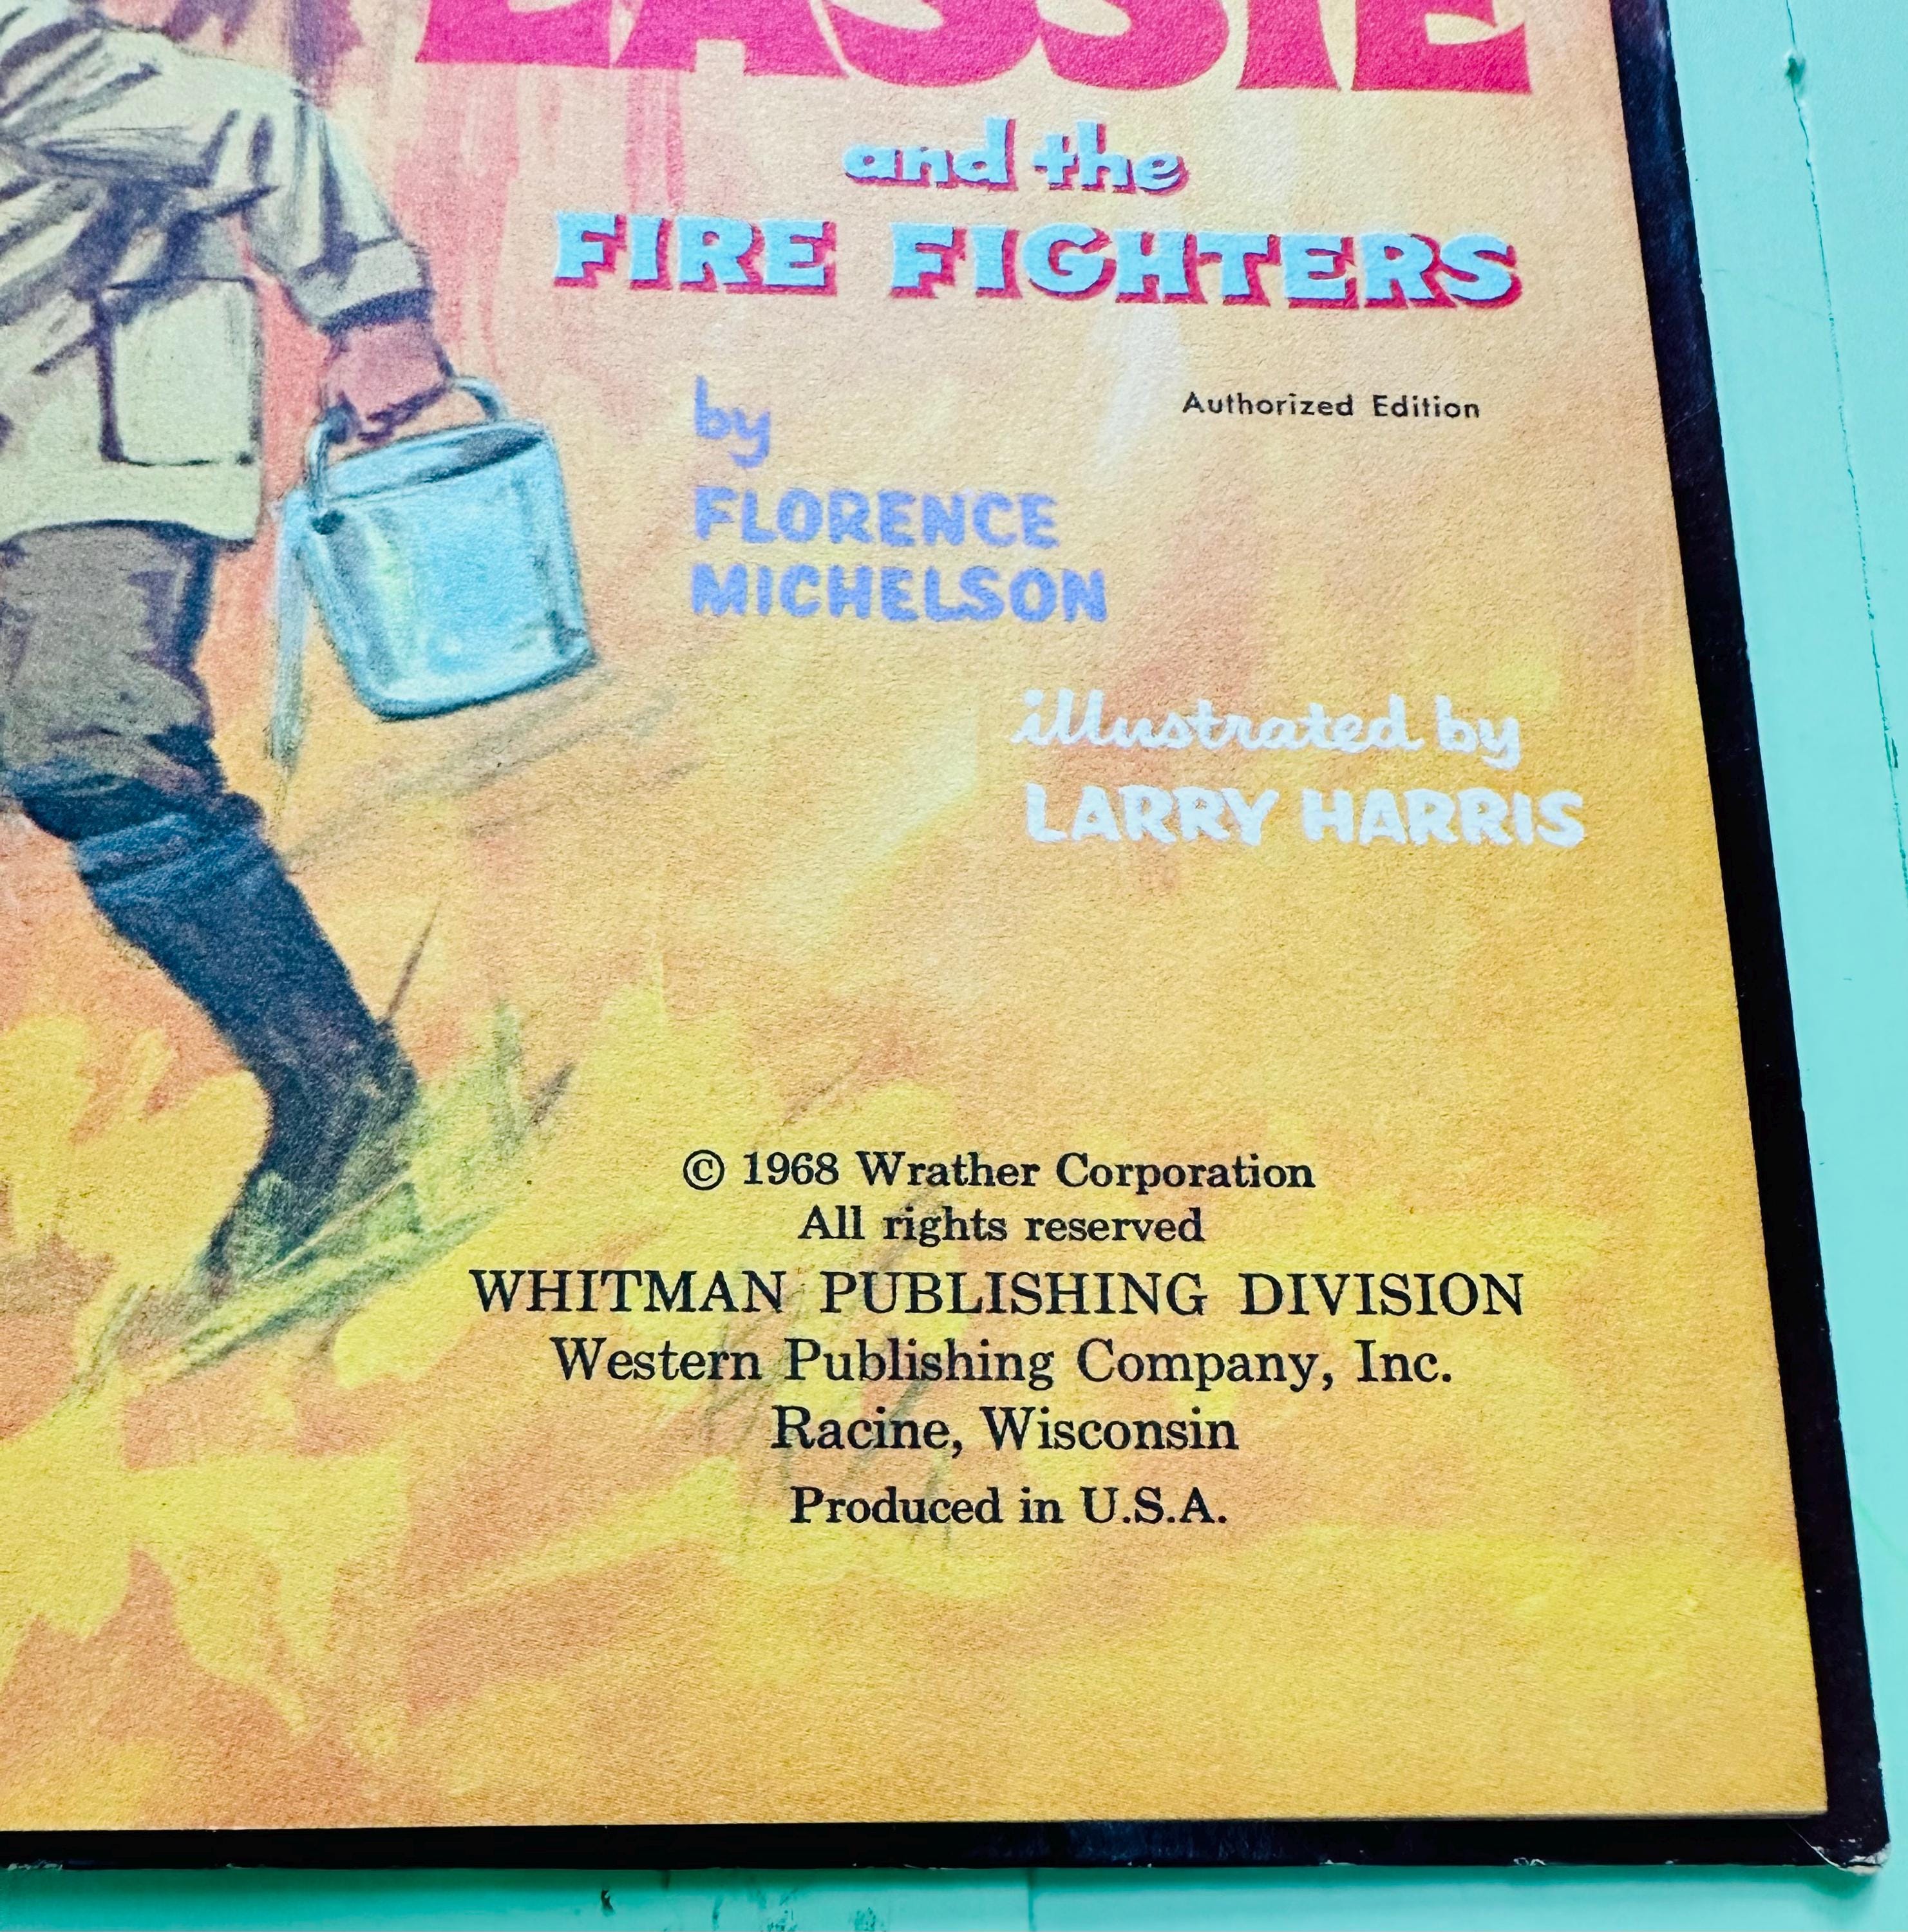 LASSIE
and the
FIRE FIGHTERS
Authorized Edition
by
FLORENCE
MICHELSON
illustrated by
LARRY HARRIS
© 1968 Wrather Corporation
All rights reserved
WHITMAN PUBLISHING DIVISION
Western Publishing Company, Inc.
Racine, Wisconsin
Produced in U.S.A.